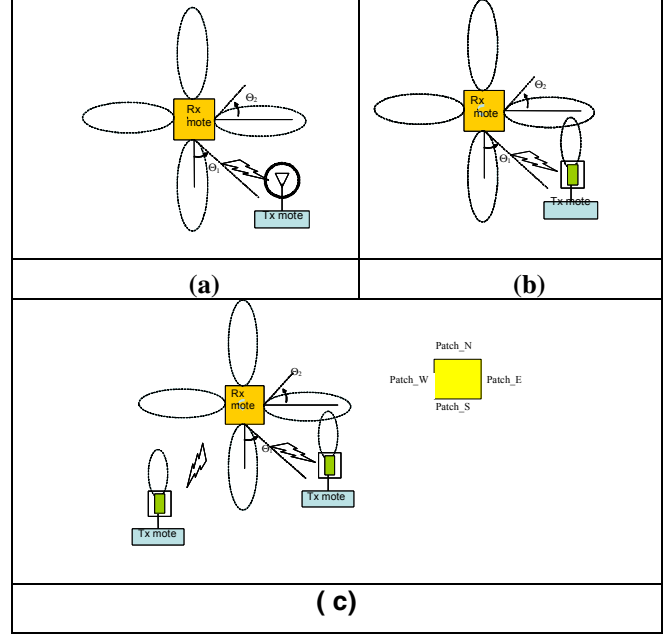 Rx
mote
Θ2
Θ1
Tx mote
(a)
Rx
mote
Θ2
Θ1
Tx mote
(b)
Rx
mote
Θ2
Θ1
Tx mote
Tx mote
Patch_N
Patch_W
Patch_E
Patch_S
( c)